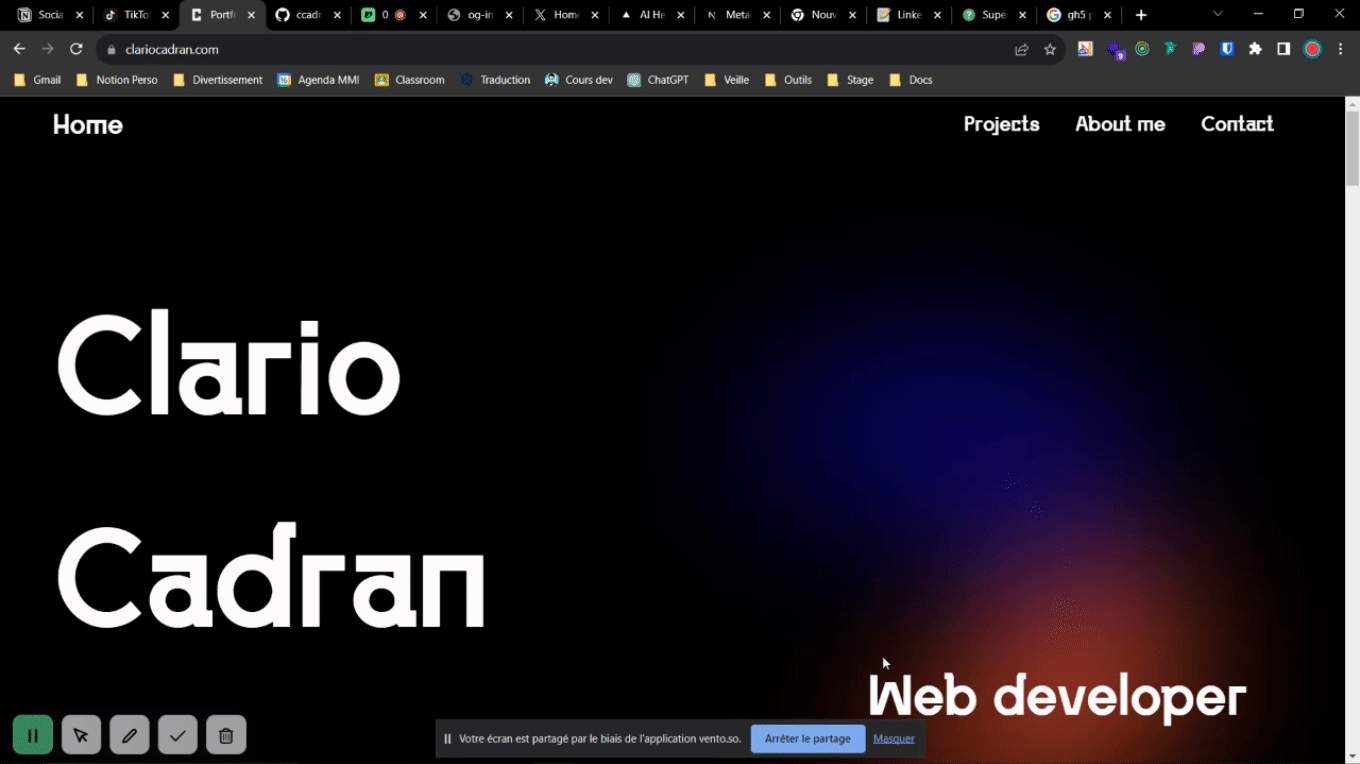 Socia
TikTo
Portf
ccadr
0
og-im
Home
AI He
Meta
Nouv
Linke
Supe
gh5 p
clariocadran.com
9
Gmail
Notion Perso
Divertissement
Agenda MMI
Classroom
Traduction
Cours dev
ChatGPT
Veille
Outils
Stage
Docs
Home
Projects
About me
Contact
Clario
Cadran
Web developer
Votre écran est partagé par le biais de l'application vento.so.
Arrêter le partage
Masquer